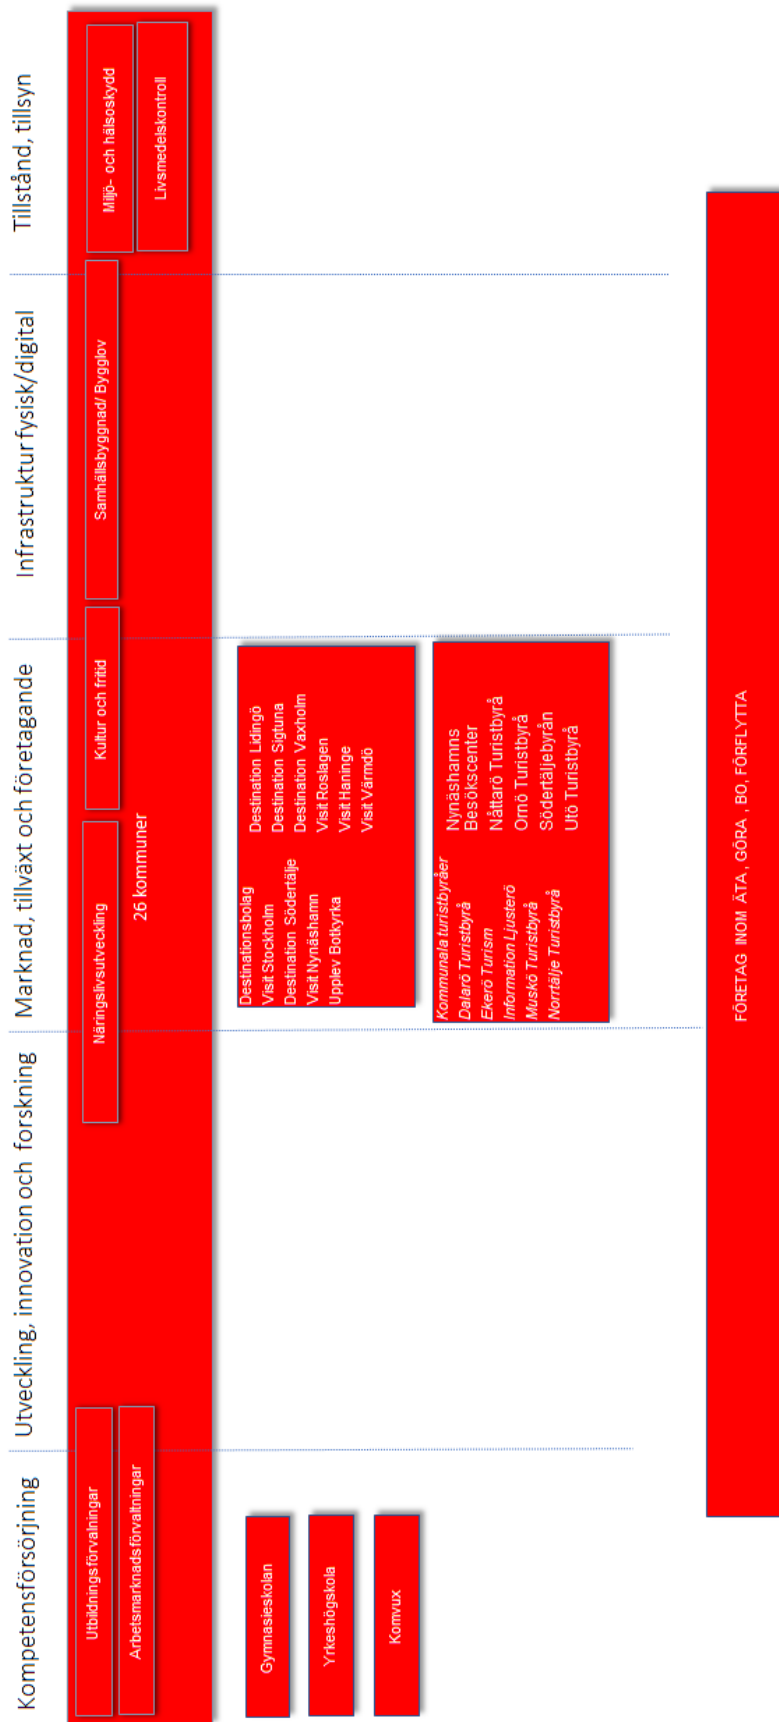 Kompetensförsörjning
Utveckling, innovation och forskning
Marknad, tillväxt och företagande
Infrastruktur fysisk/digital
Tillstånd, tillsyn
Utbildningsförvalningar
Arbetsmarknadsförvaltningar
Näringslivsutveckling
Kultur och fritid
Samhällsbyggnad/ Bygglov
Miljö- och hälsoskydd
Livsmedelskontroll
26 kommuner
Gymnasieskolan
Yrkeshögskola
Komvux
Destinationsbolag
Visit Stockholm
Destination Södertälje
Visit Nynäshamn
Upplev Botkyrka
Destination Lidingö
Destination Sigtuna
Destination Vaxholm
Visit Roslagen
Visit Haninge
Visit Värmdö
Kommunala turistbyråer
Dalarö Turistbyrå
Ekerö Turism
Information Ljusterö
Muskö Turistbyrå
Norrtälje Turistbyrå
Nynäshamns
Besökscenter
Nåttarö Turistbyrå
Ornö Turistbyrå
Södertäljebyrån
Utö Turistbyrå
FÖRETAG INOM ÄTA, GÖRA , BO, FÖRFLYTTA